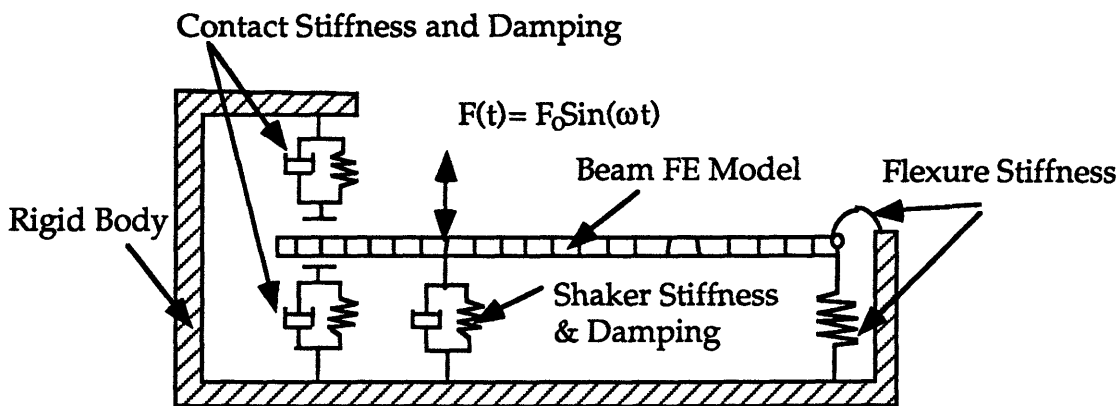 Contact Stiffness and Damping
F(t)= F₀Sin(ωt)
Beam FE Model
Flexure Stiffness
Rigid Body
Shaker Stiffness
& Damping